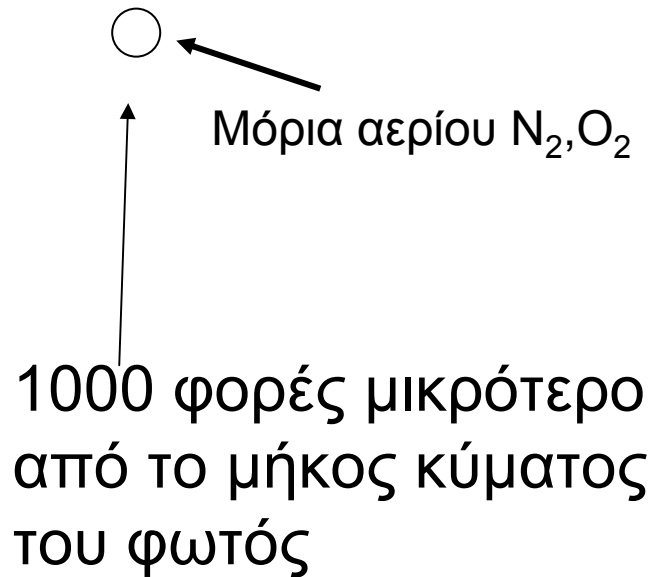 Μόρια αερίου N₂,O₂
1000 φορές μικρότερο
από το μήκος κύματος
του φωτός